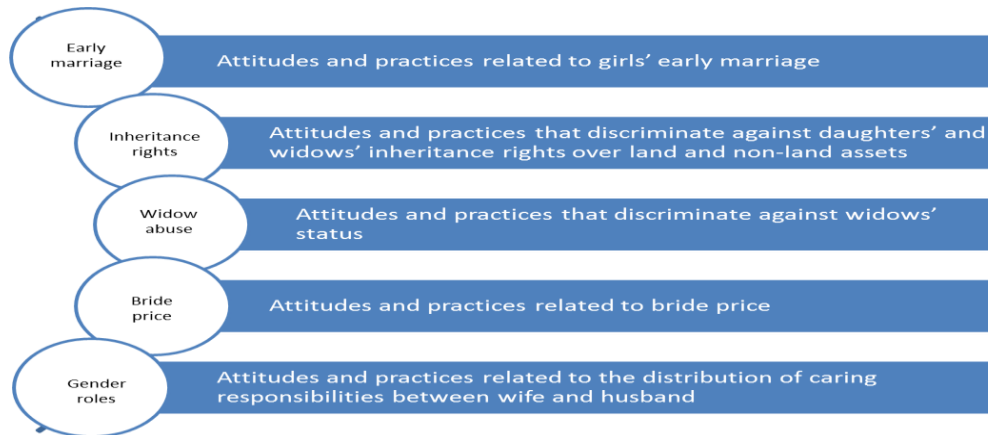 Early
marriage
Attitudes and practices related to girls’ early marriage
Inheritance
rights
Attitudes and practices that discriminate against daughters’ and
widows’ inheritance rights over land and non-land assets
Widow
abuse
Attitudes and practices that discriminate against widows’
status
Bride
price
Attitudes and practices related to bride price
Gender
roles
Attitudes and practices related to the distribution of caring
responsibilities between wife and husband